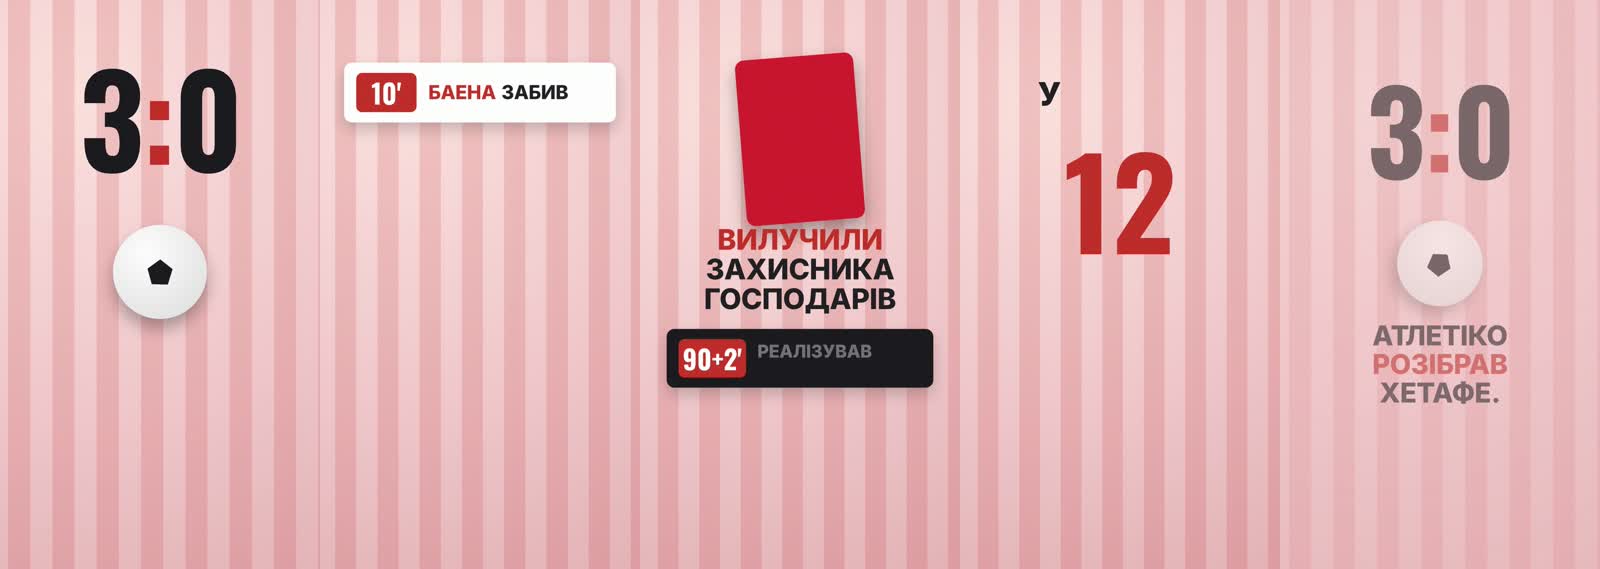 3:0
10′ БАЕНА ЗАБИВ
ВИЛУЧИЛИ
ЗАХИСНИКА
ГОСПОДАРІВ
90+2′ РЕАЛІЗУВАВ
У
12
3:0
АТЛЕТІКО
РОЗІБРАВ
ХЕТАФЕ.